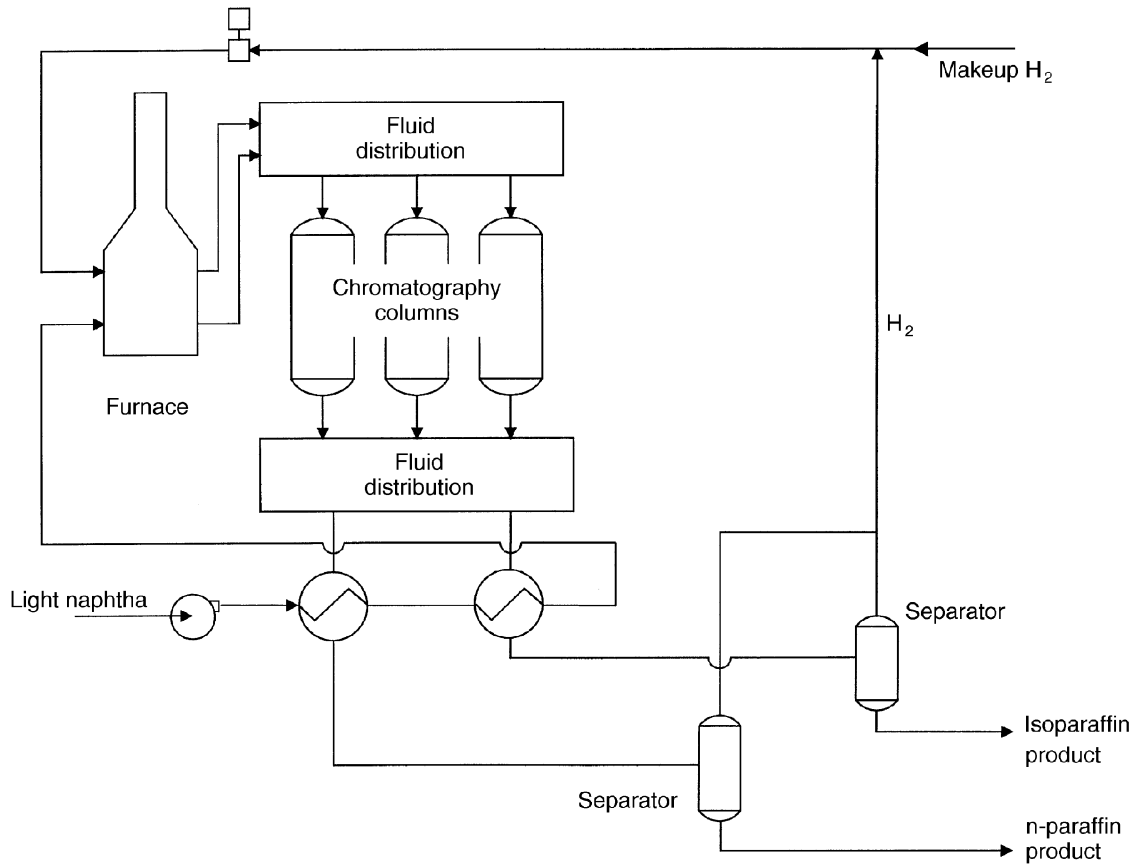 Makeup H₂
Fluid
distribution
Chromatography
columns
H₂
Furnace
Fluid
distribution
Light naphtha
Separator
Isoparaffin
product
Separator
n-paraffin
product